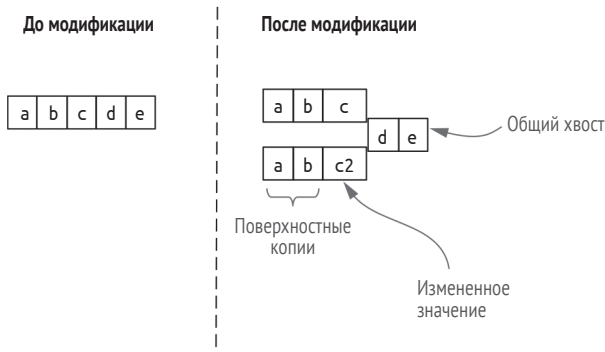 До модификации
После модификации
a b c d e
a b c
d e
Общий хвост
a b c2
Поверхностные
копии
Измененное
значение